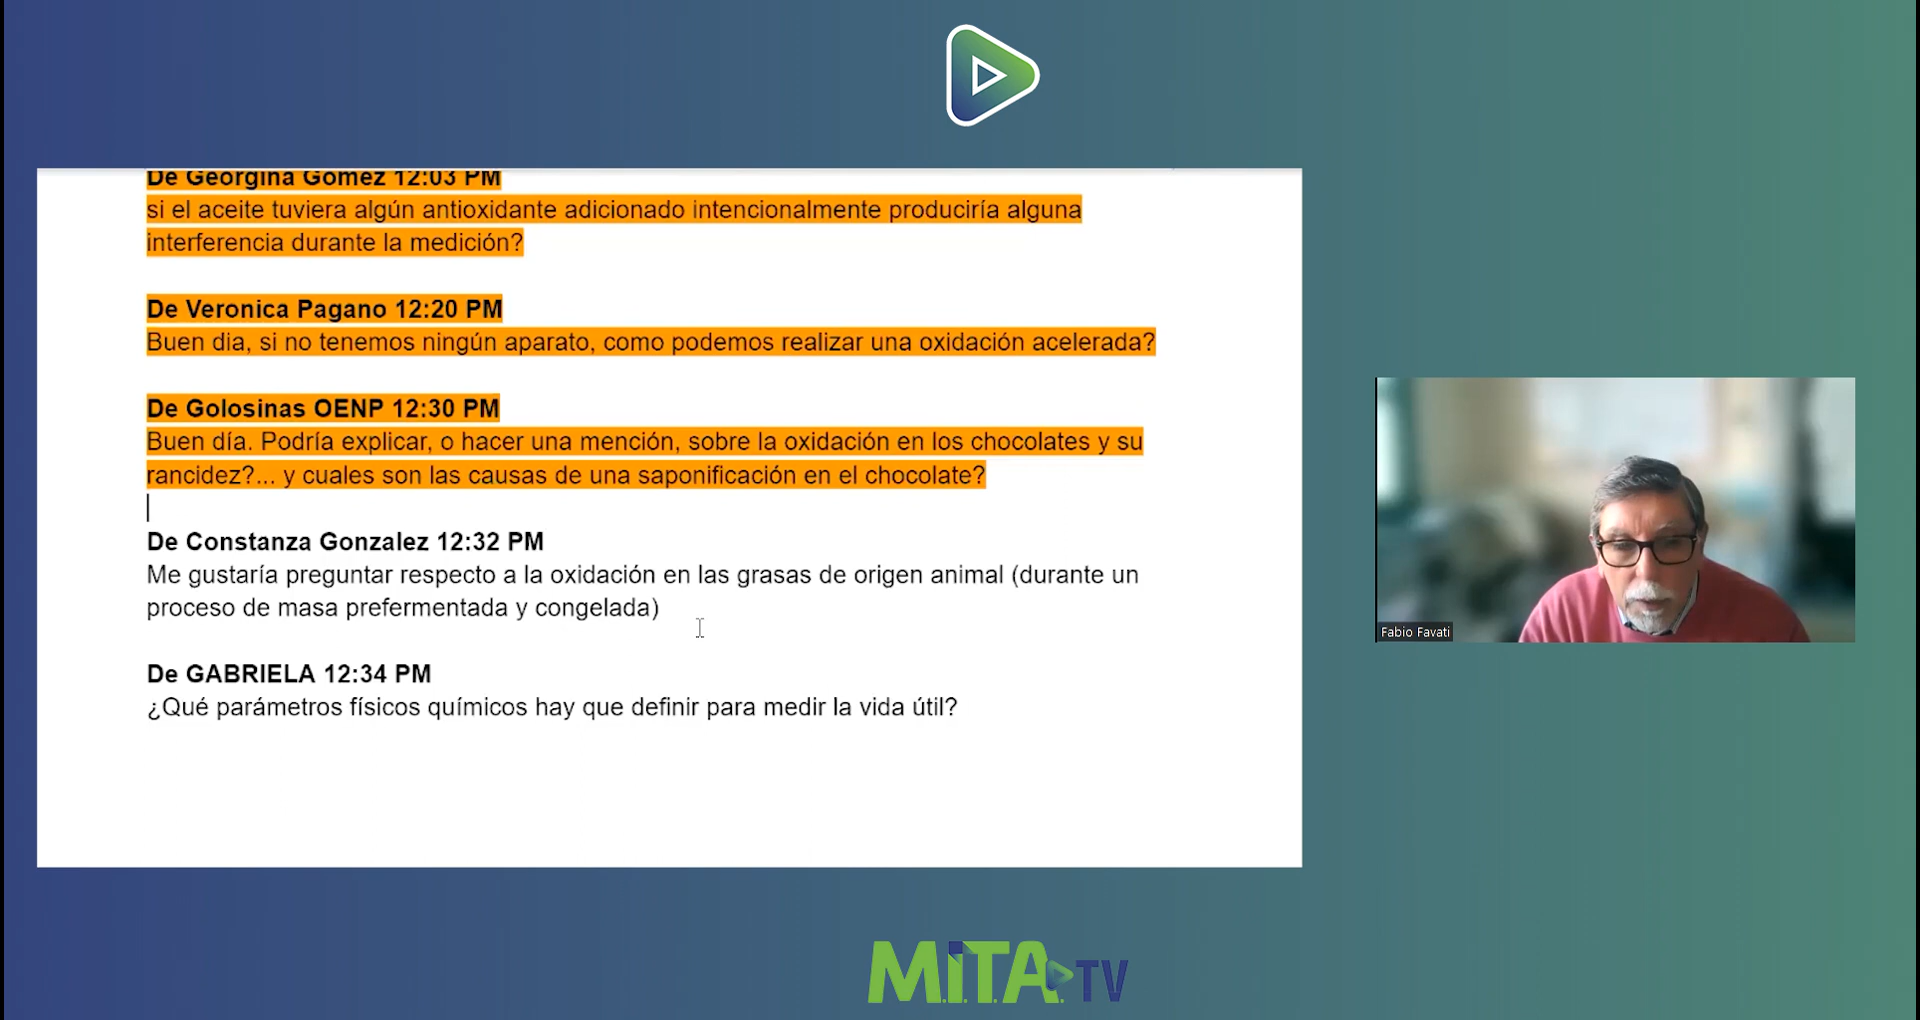 De Georgina Gomez 12:03 PM
si el aceite tuviera algún antioxidante adicionado intencionalmente produciría alguna
interferencia durante la medición?
De Veronica Pagano 12:20 PM
Buen dia, si no tenemos ningún aparato, como podemos realizar una oxidación acelerada?
De Golosinas OENP 12:30 PM
Buen día. Podría explicar, o hacer una mención, sobre la oxidación en los chocolates y su
rancidez?... y cuales son las causas de una saponificación en el chocolate?
De Constanza Gonzalez 12:32 PM
Me gustaría preguntar respecto a la oxidación en las grasas de origen animal (durante un
proceso de masa prefermentada y congelada)
De GABRIELA 12:34 PM
¿Qué parámetros físicos químicos hay que definir para medir la vida útil?
Fabio Favati
M.I.T.A. TV